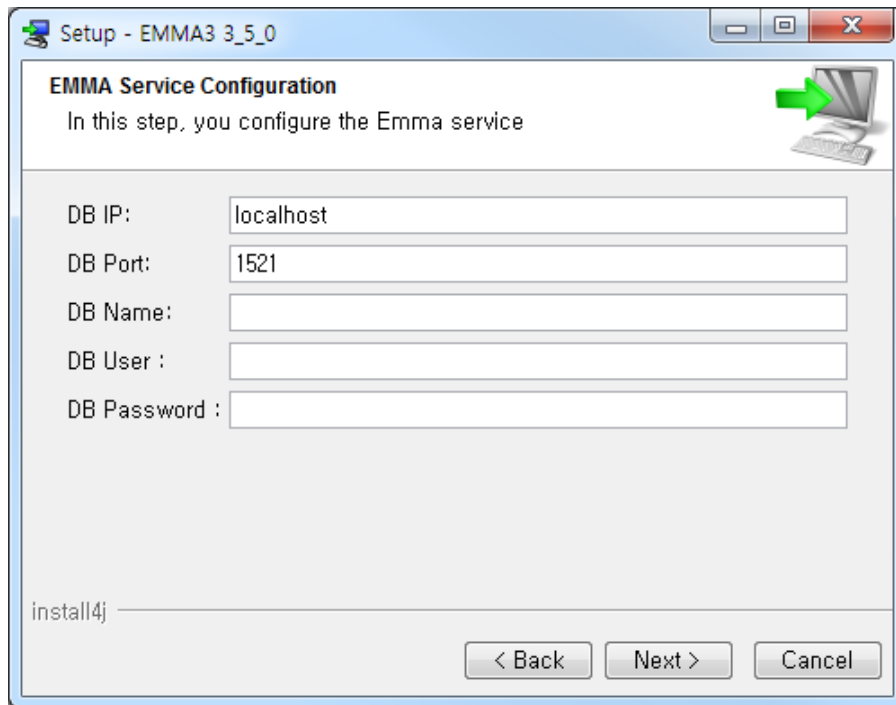 Setup - EMMA3 3_5_0
EMMA Service Configuration
In this step, you configure the Emma service
DB IP: localhost
DB Port: 1521
DB Name:
DB User :
DB Password :
install4j
< Back Next > Cancel